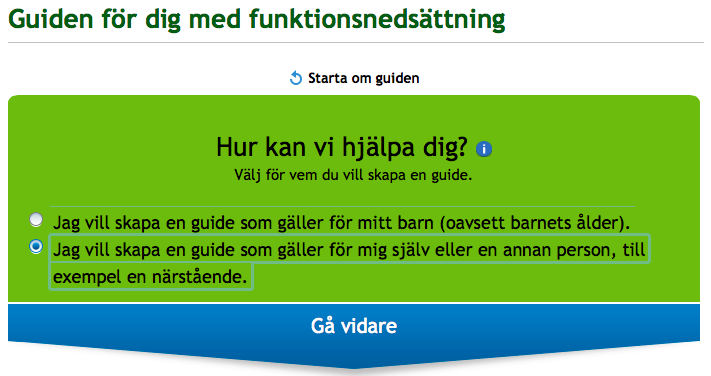 Guiden för dig med funktionsnedsättning
Starta om guiden
Hur kan vi hjälpa dig? i
Välj för vem du vill skapa en guide.
Jag vill skapa en guide som gäller för mitt barn (oavsett barnets ålder).
Jag vill skapa en guide som gäller för mig själv eller en annan person, till
exempel en närstående.
Gå vidare